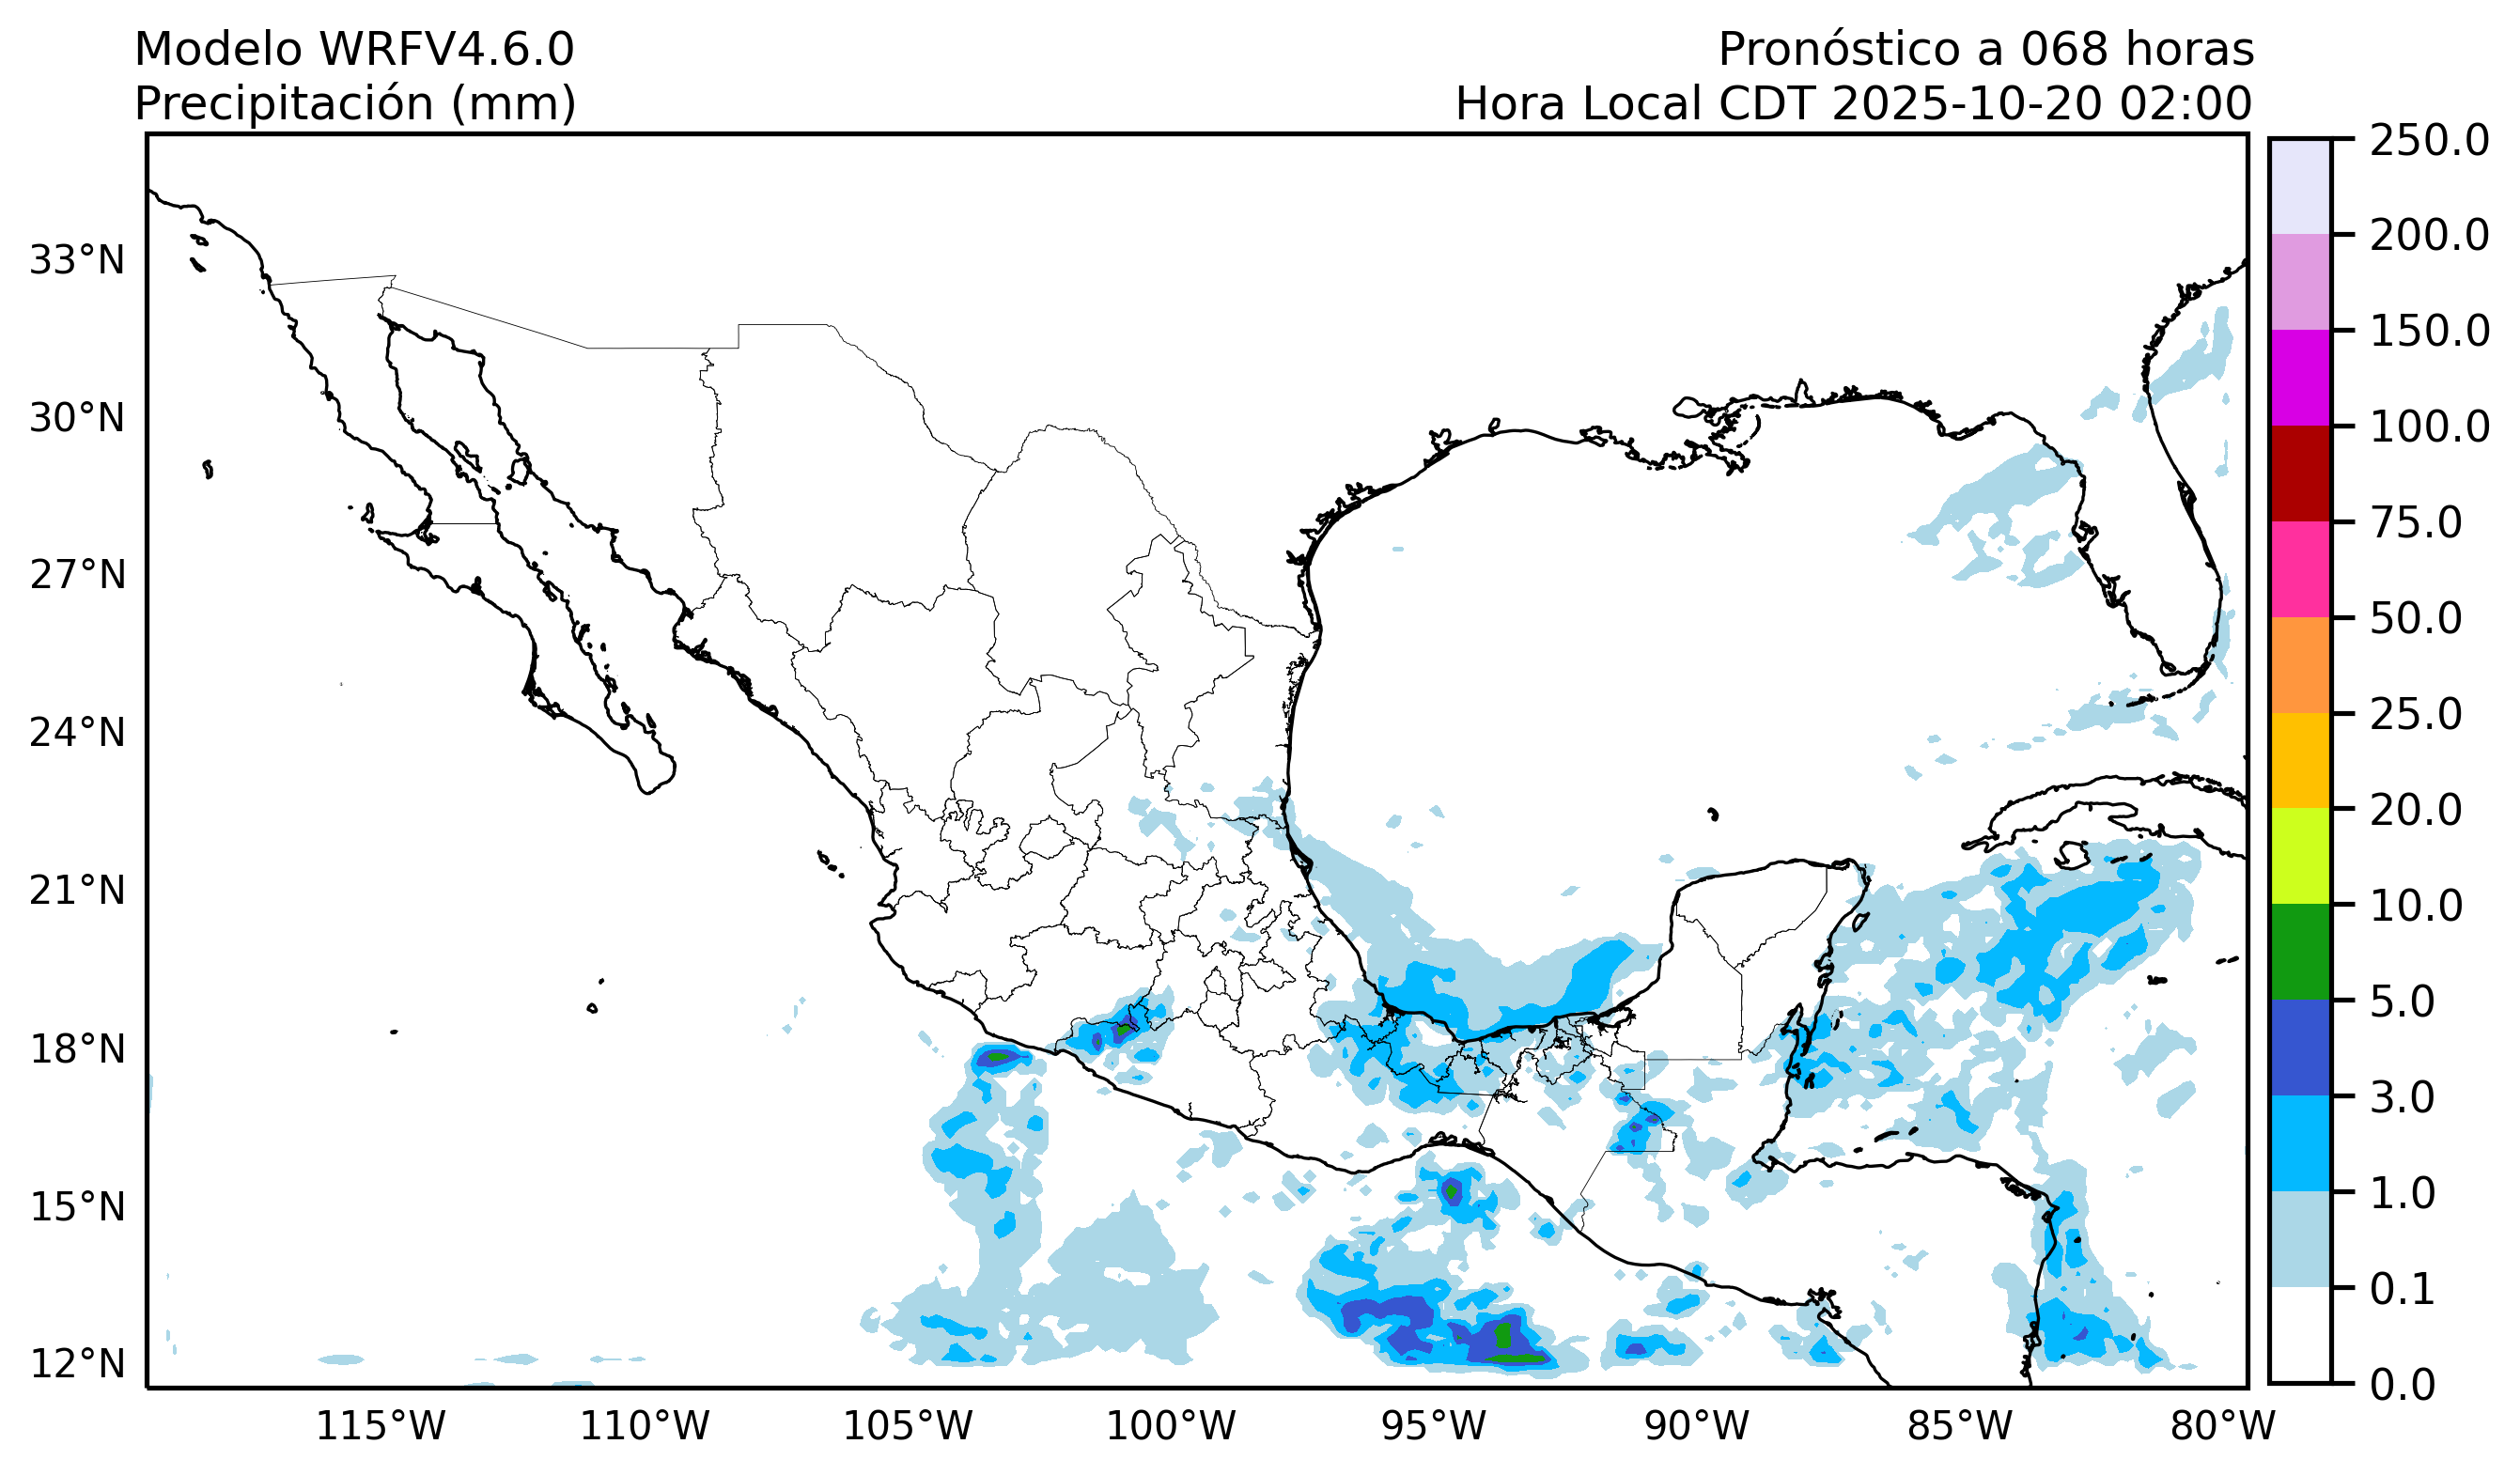 Modelo WRFV4.6.0
Precipitación (mm)
Pronóstico a 068 horas
Hora Local CDT 2025-10-20 02:00
33°N
30°N
27°N
24°N
21°N
18°N
15°N
12°N
115°W
110°W
105°W
100°W
95°W
90°W
85°W
80°W
250.0
200.0
150.0
100.0
75.0
50.0
25.0
20.0
10.0
5.0
3.0
1.0
0.1
0.0